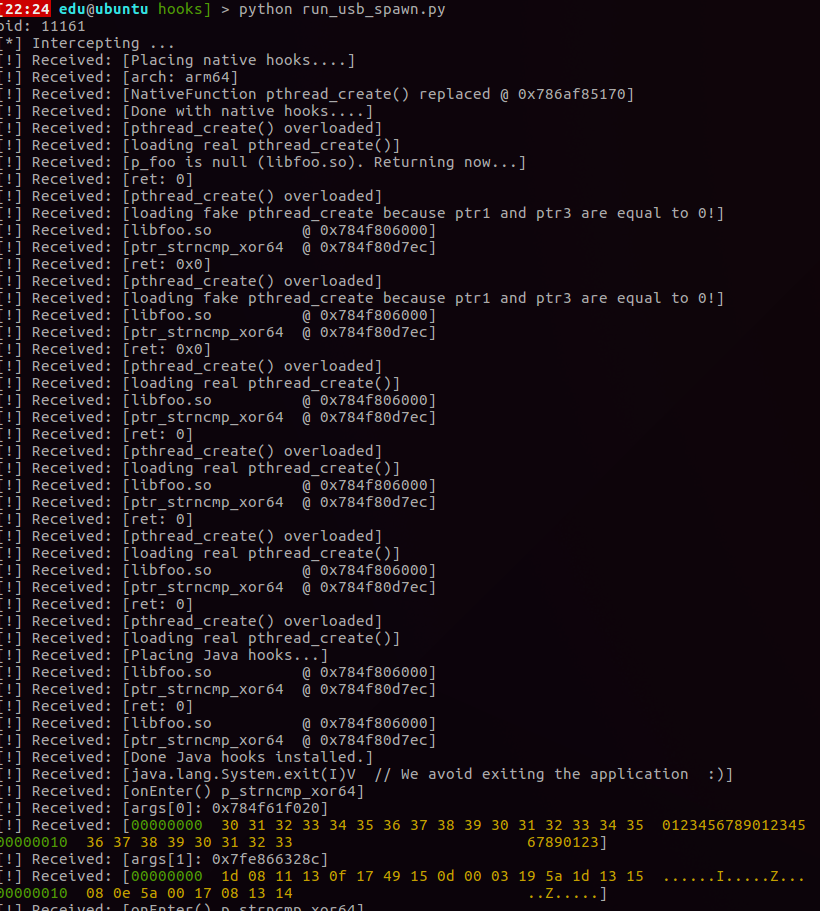 [22:24 edu@ubuntu hooks] > python run_usb_spawn.py
pid: 11161
[*] Intercepting ...
[!] Received: [Placing native hooks....]
[!] Received: [arch: arm64]
[!] Received: [NativeFunction pthread_create() replaced @ 0x786af85170]
[!] Received: [Done with native hooks....]
[!] Received: [pthread_create() overloaded]
[!] Received: [loading real pthread_create()]
[!] Received: [p_foo is null (libfoo.so). Returning now...]
[!] Received: [ret: 0]
[!] Received: [pthread_create() overloaded]
[!] Received: [loading fake pthread_create because ptr1 and ptr3 are equal to 0!]
[!] Received: [libfoo.so          @ 0x784f806000]
[!] Received: [ptr_strncmp_xor64  @ 0x784f80d7ec]
[!] Received: [ret: 0x0]
[!] Received: [pthread_create() overloaded]
[!] Received: [loading fake pthread_create because ptr1 and ptr3 are equal to 0!]
[!] Received: [libfoo.so          @ 0x784f806000]
[!] Received: [ptr_strncmp_xor64  @ 0x784f80d7ec]
[!] Received: [ret: 0x0]
[!] Received: [pthread_create() overloaded]
[!] Received: [loading real pthread_create()]
[!] Received: [libfoo.so          @ 0x784f806000]
[!] Received: [ptr_strncmp_xor64  @ 0x784f80d7ec]
[!] Received: [ret: 0]
[!] Received: [pthread_create() overloaded]
[!] Received: [loading real pthread_create()]
[!] Received: [libfoo.so          @ 0x784f806000]
[!] Received: [ptr_strncmp_xor64  @ 0x784f80d7ec]
[!] Received: [ret: 0]
[!] Received: [pthread_create() overloaded]
[!] Received: [loading real pthread_create()]
[!] Received: [libfoo.so          @ 0x784f806000]
[!] Received: [ptr_strncmp_xor64  @ 0x784f80d7ec]
[!] Received: [ret: 0]
[!] Received: [pthread_create() overloaded]
[!] Received: [loading real pthread_create()]
[!] Received: [Placing Java hooks...]
[!] Received: [libfoo.so          @ 0x784f806000]
[!] Received: [ptr_strncmp_xor64  @ 0x784f80d7ec]
[!] Received: [ret: 0]
[!] Received: [libfoo.so          @ 0x784f806000]
[!] Received: [ptr_strncmp_xor64  @ 0x784f80d7ec]
[!] Received: [Done Java hooks installed.]
[!] Received: [java.lang.System.exit(I)V  // We avoid exiting the application  :)]
[!] Received: [onEnter() p_strncmp_xor64]
[!] Received: [args[0]: 0x784f61f020]
[!] Received: [00000000  30 31 32 33 34 35 36 37 38 39 30 31 32 33 34 35  0123456789012345
00000010  36 37 38 39 30 31 32 33                          67890123]
[!] Received: [args[1]: 0x7fe866328c]
[!] Received: [00000000  1d 08 11 13 0f 17 49 15 0d 00 03 19 5a 1d 13 15  ......I.....Z...
00000010  08 0e 5a 00 17 08 13 14                          ..Z.....]
[!] Received: [onEnter() p_strncmp_xor64]